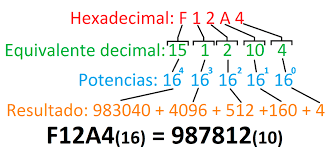 Hexadecimal: F 1 2 A 4
Equivalente decimal: 15 1 2 10 4
Potencias: 16⁴ 16³ 16² 16¹ 16⁰
Resultado: 983040 + 4096 + 512 +160 + 4
F12A4(16) = 987812(10)